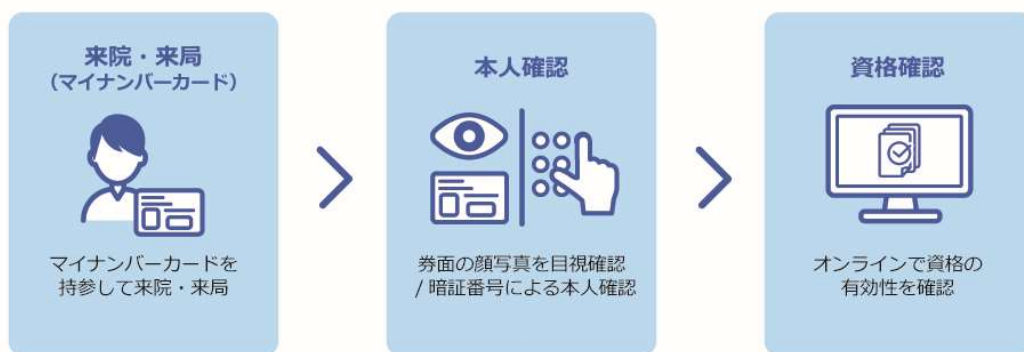 来院・来局
（マイナンバーカード）
マイナンバーカードを
持参して来院・来局
本人確認
券面の顔写真を目視確認
/ 暗証番号による本人確認
資格確認
オンラインで資格の
有効性を確認